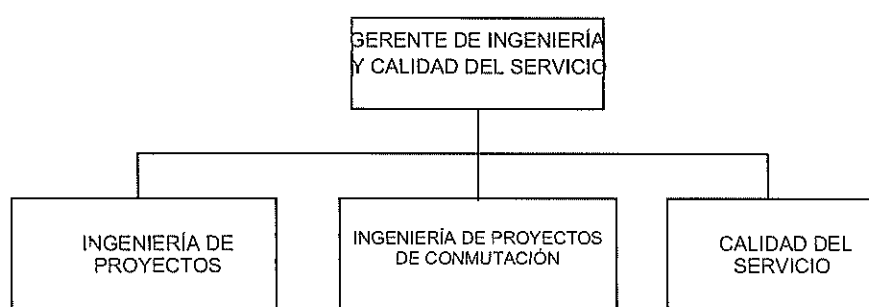 GERENTE DE INGENIERÍA
Y CALIDAD DEL SERVICIO
INGENIERÍA DE
PROYECTOS
INGENIERÍA DE PROYECTOS
DE CONMUTACIÓN
CALIDAD DEL
SERVICIO